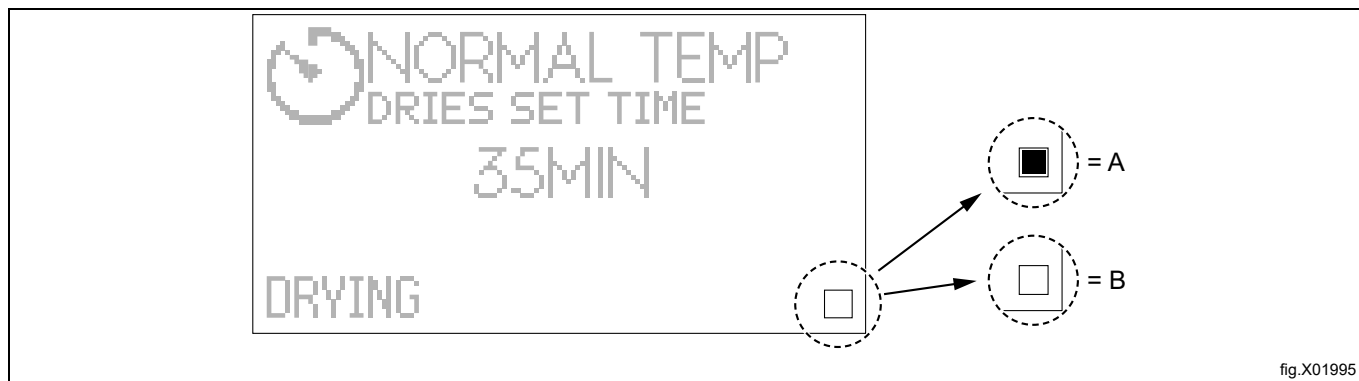 NORMAL TEMP
DRIES SET TIME
35MIN
DRYING
= A
= B
fig.X01995